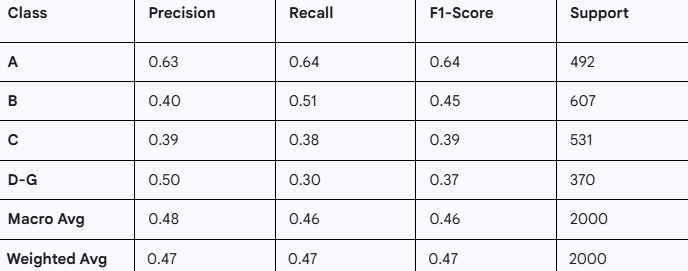 Class Precision Recall F1-Score Support
A 0.63 0.64 0.64 492
B 0.40 0.51 0.45 607
C 0.39 0.38 0.39 531
D-G 0.50 0.30 0.37 370
Macro Avg 0.48 0.46 0.46 2000
Weighted Avg 0.47 0.47 0.47 2000